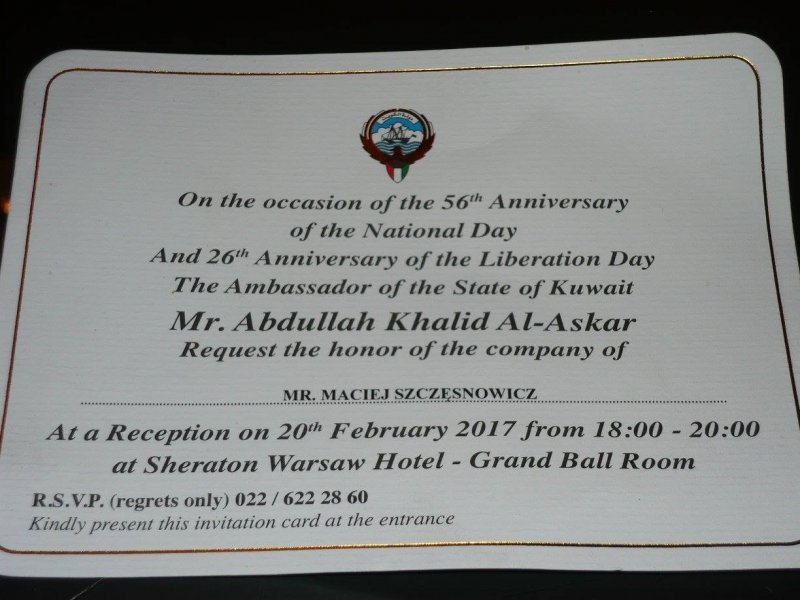 On the occasion of the 56th Anniversary
of the National Day
And 26th Anniversary of the Liberation Day
The Ambassador of the State of Kuwait
Mr. Abdullah Khalid Al-Askar
Request the honor of the company of
MR. MACIEJ SZCZĘSNOWICZ
At a Reception on 20th February 2017 from 18:00 - 20:00
at Sheraton Warsaw Hotel - Grand Ball Room
R.S.V.P. (regrets only) 022 / 622 28 60
Kindly present this invitation card at the entrance